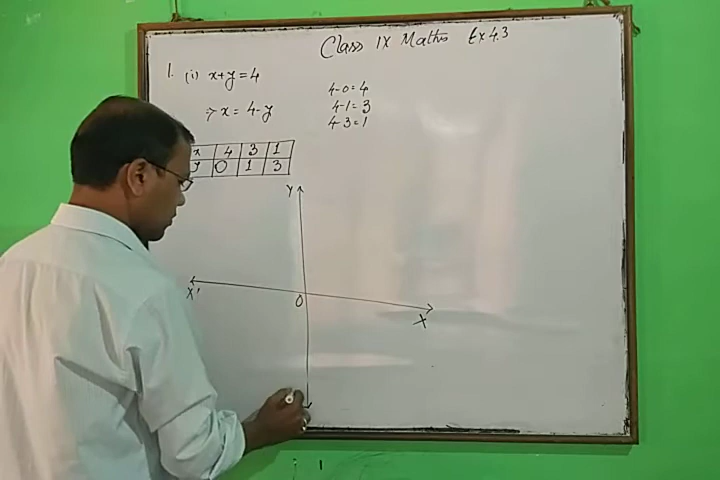 Class IX Maths Ex 4.3
1. (i) x+y=4
⇒ x = 4-y
4-0=4
4-1=3
4-3=1
x 4 3 1
y 0 1 3
Y
X' O X